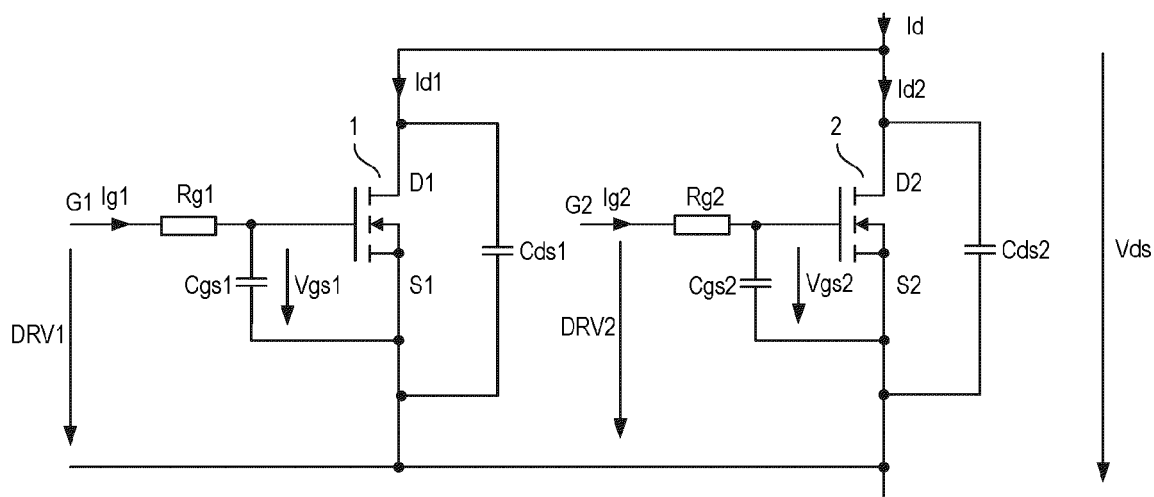 Id
Id1
Id2
1
2
D1
D2
G1
Ig1
Rg1
G2
Ig2
Rg2
Cds1
Cds2
Vds
Cgs1
Vgs1
S1
Cgs2
Vgs2
S2
DRV1
DRV2